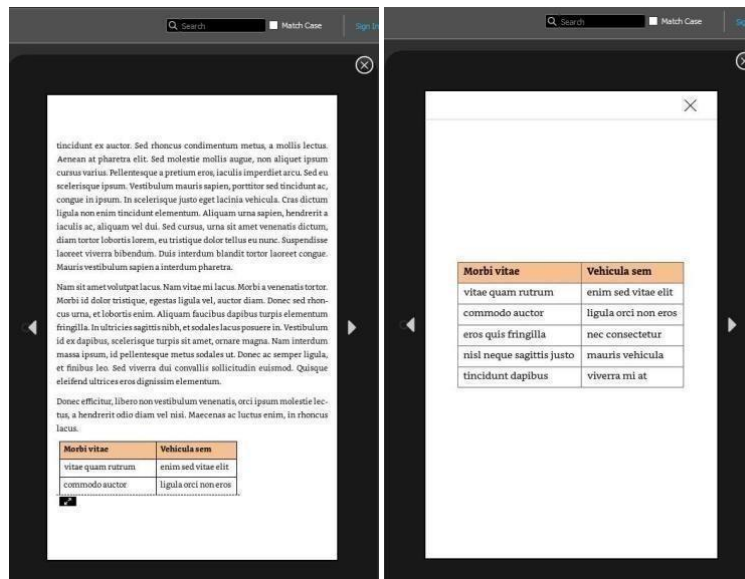 Search Match Case Sign In
tincidunt ex auctor. Sed rhoncus condimentum metus, a mollis lectus.
Aenean at pharetra elit. Sed molestie mollis augue, non aliquet ipsum
cursus varius. Pellentesque a pretium eros, iaculis imperdiet arcu. Sed eu
scelerisque ipsum. Vestibulum mauris sapien, porttitor sed tincidunt ac,
congue in ipsum. In scelerisque justo eget lacinia vehicula. Cras dictum
ligula non enim tincidunt elementum. Aliquam urna sapien, hendrerit a
iaculis ac, aliquam vel dui. Sed cursus, urna sit amet venenatis dictum,
diam tortor lobortis lorem, eu tristique dolor tellus eu nunc. Suspendisse
laoreet viverra bibendum. Duis interdum blandit tortor laoreet congue.
Mauris vestibulum sapien a interdum pharetra.
Nam sit amet volutpat lacus. Nam vitae mi lacus. Morbi a venenatis tortor.
Morbi id dolor tristique, egestas ligula vel, auctor diam. Donec sed rhon-
cus urna, et lobortis enim. Aliquam faucibus dapibus turpis elementum
fringilla. In ultricies sagittis nibh, et sodales lacus posuere in. Vestibulum
id ex dapibus, scelerisque turpis sit amet, ornare magna. Nam interdum
massa ipsum, id pellentesque metus sodales ut. Donec ac semper ligula,
et finibus leo. Sed viverra dui convallis sollicitudin euismod. Quisque
eleifend ultrices eros dignissim elementum.
Donec efficitur, libero non vestibulum venenatis, orci ipsum molestie lec-
tus, a hendrerit odio diam vel nisi. Maecenas ac luctus enim, in rhoncus
lacus.
Morbi vitae Vehicula sem
vitae quam rutrum enim sed vitae elit
commodo auctor ligula orci non eros
Search Match Case
Morbi vitae Vehicula sem
vitae quam rutrum enim sed vitae elit
commodo auctor ligula orci non eros
eros quis fringilla nec consectetur
nisl neque sagittis justo mauris vehicula
tincidunt dapibus viverra mi at